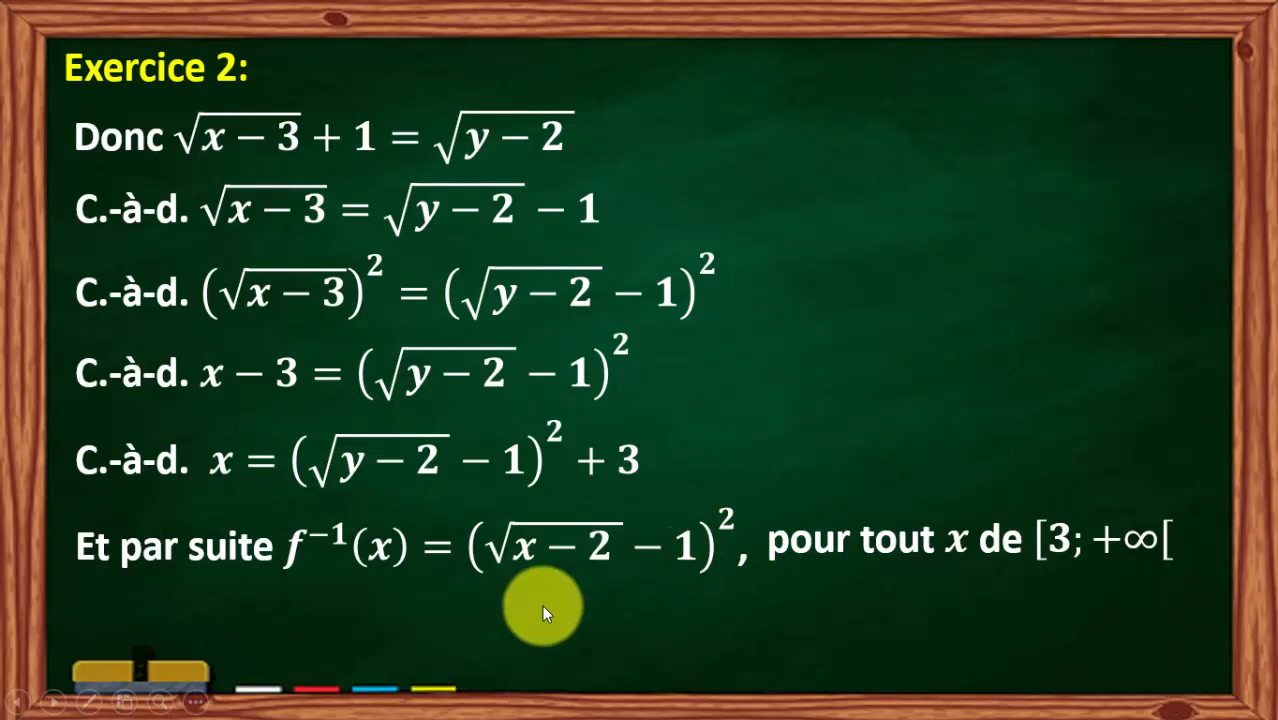 Exercice 2:
Donc √(x − 3) + 1 = √(y − 2)
C.-à-d. √(x − 3) = √(y − 2) − 1
C.-à-d. (√(x − 3))² = (√(y − 2) − 1)²
C.-à-d. x − 3 = (√(y − 2) − 1)²
C.-à-d. x = (√(y − 2) − 1)² + 3
Et par suite f⁻¹(x) = (√(x − 2) − 1)², pour tout x de [3; +∞[